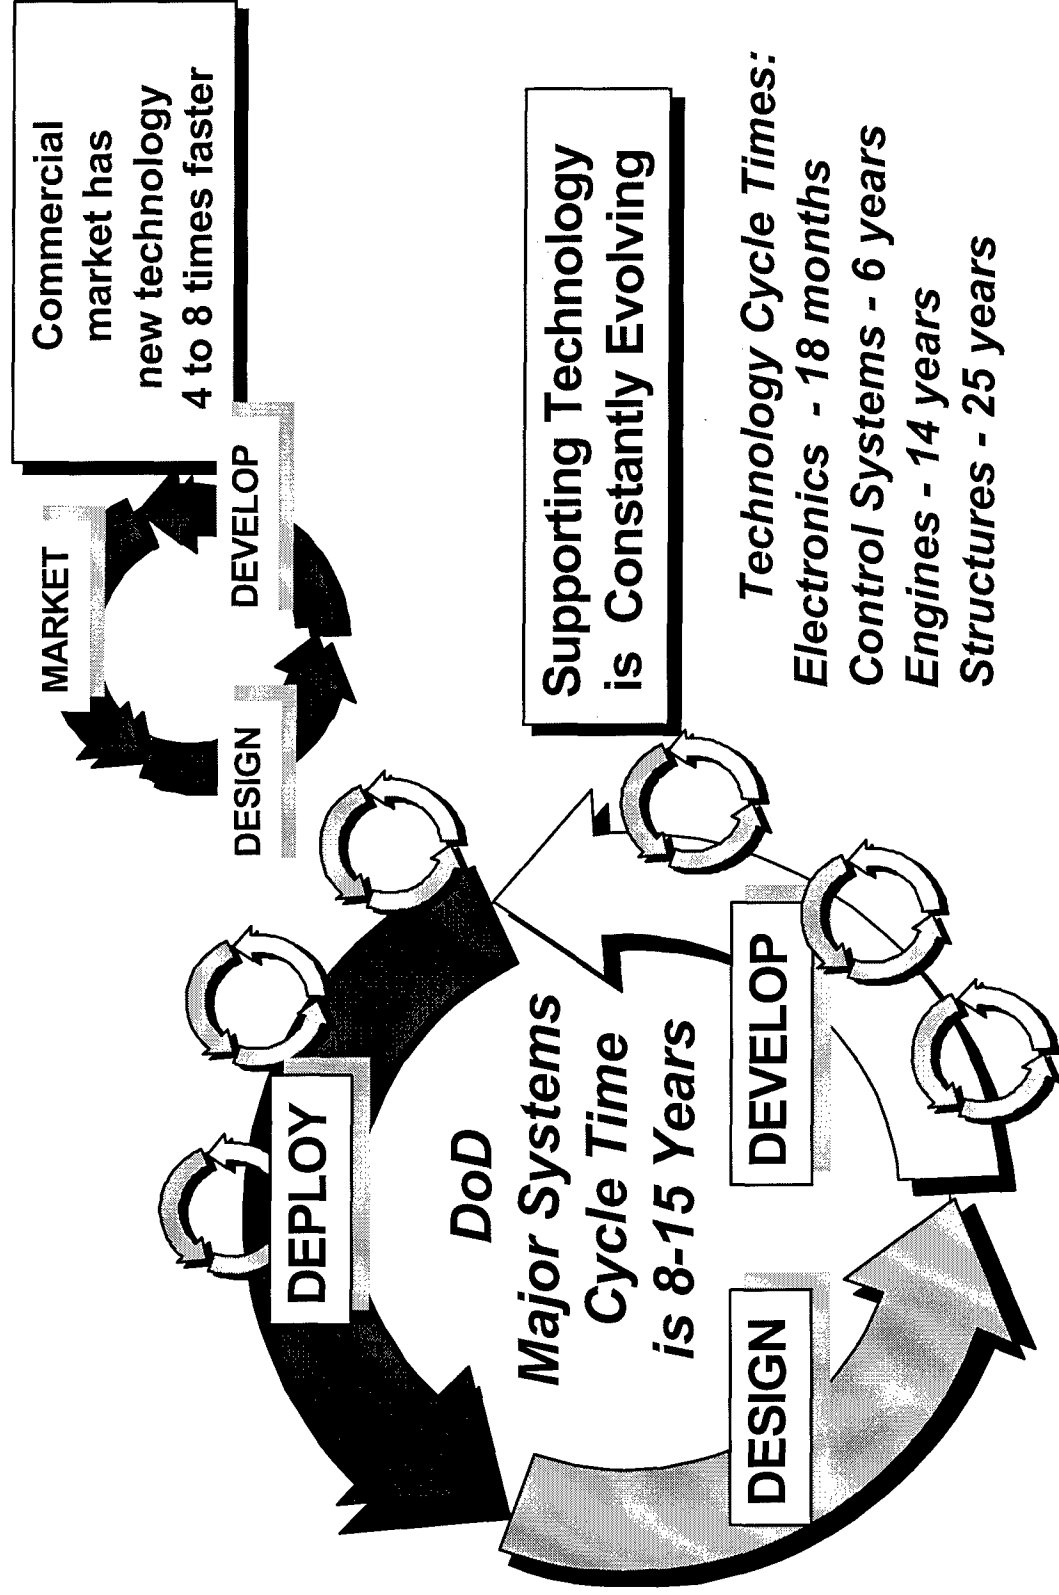 Commercial
market has
new technology
4 to 8 times faster
MARKET
DESIGN
DEVELOP
DEPLOY
DoD
Major Systems
Cycle Time
is 8-15 Years
DESIGN
DEVELOP
Supporting Technology
is Constantly Evolving
Technology Cycle Times:
Electronics - 18 months
Control Systems - 6 years
Engines - 14 years
Structures - 25 years